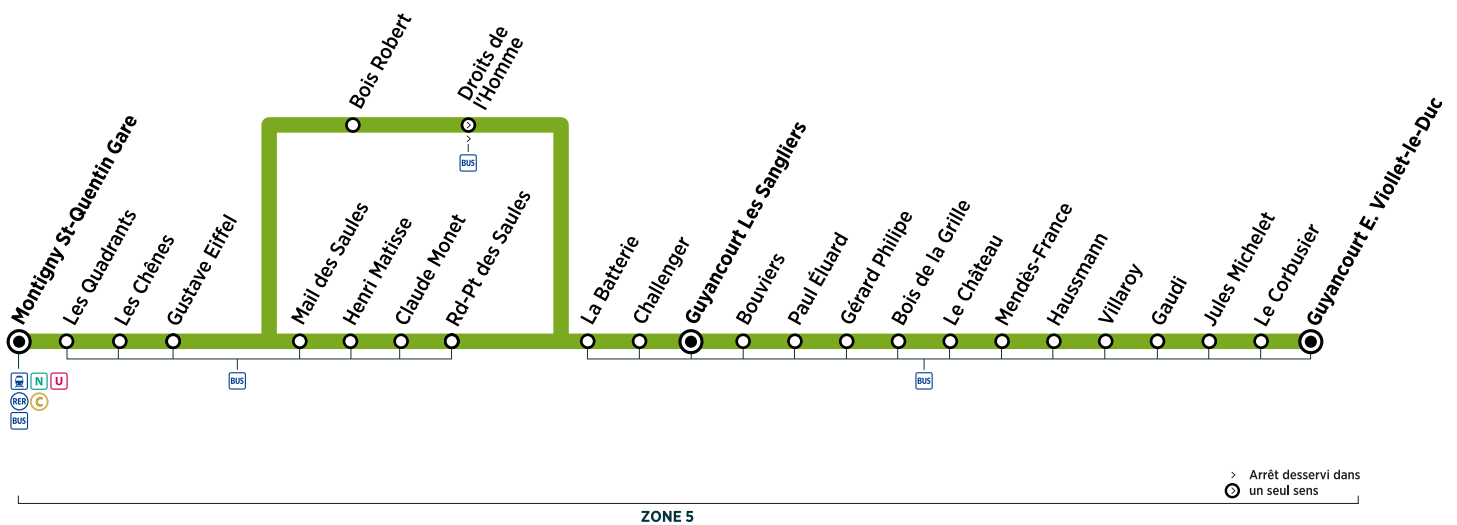 Bois Robert
Droits de
l'Homme
BUS
Montigny St-Quentin Gare
Les Quadrants
Les Chênes
Gustave Eiffel
Mail des Saules
Henri Matisse
Claude Monet
Rd-Pt des Saules
La Batterie
Challenger
Guyancourt Les Sangliers
Bouviers
Paul Éluard
Gérard Philipe
Bois de la Grille
Le Château
Mendès-France
Haussmann
Villaroy
Gaudi
Jules Michelet
Le Corbusier
Guyancourt E. Viollet-le-Duc
N U
RER C
BUS
BUS
BUS
Arrêt desservi dans
un seul sens
ZONE 5